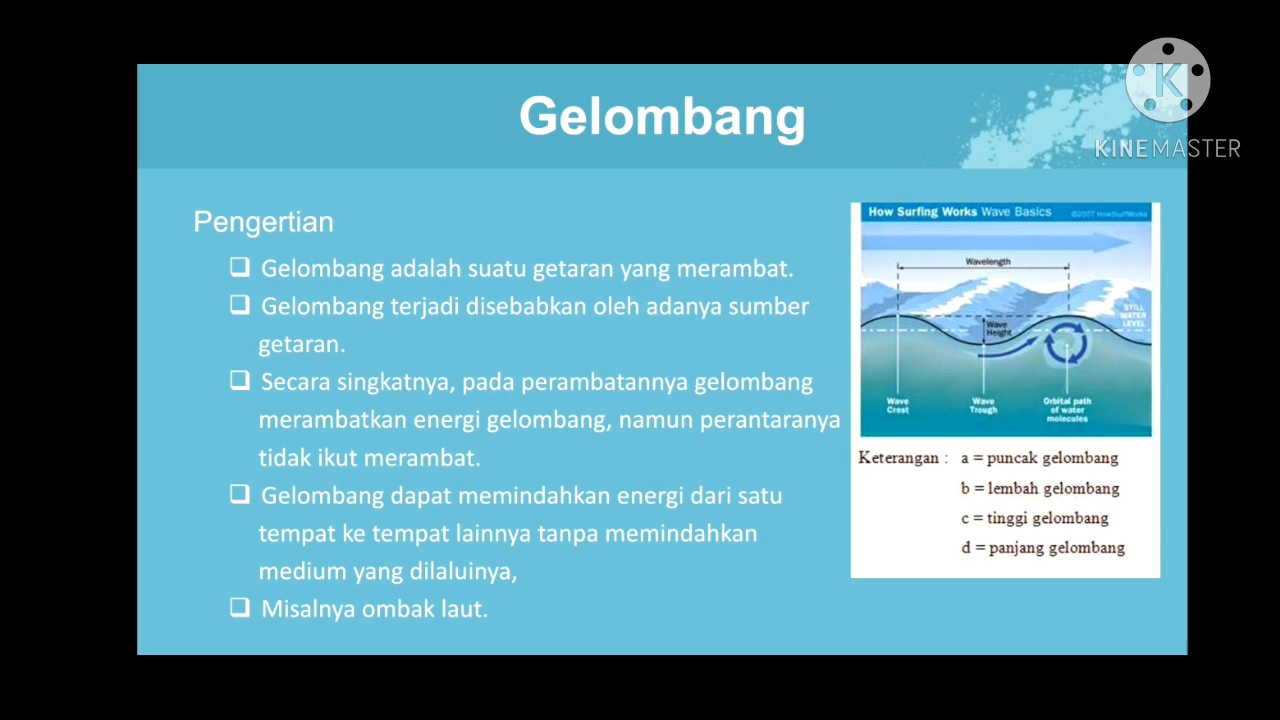 Gelombang
KINEMASTER
Pengertian
❑ Gelombang adalah suatu getaran yang merambat.
❑ Gelombang terjadi disebabkan oleh adanya sumber
getaran.
❑ Secara singkatnya, pada perambatannya gelombang
merambatkan energi gelombang, namun perantaranya
tidak ikut merambat.
❑ Gelombang dapat memindahkan energi dari satu
tempat ke tempat lainnya tanpa memindahkan
medium yang dilaluinya,
❑ Misalnya ombak laut.
How Surfing Works Wave Basics ©2007 HowStuffWorks
Wavelength
STILL
WATER
LEVEL
Wave
Height
Wave
Crest
Wave
Trough
Orbital path
of water
molecules
Keterangan : a = puncak gelombang
b = lembah gelombang
c = tinggi gelombang
d = panjang gelombang